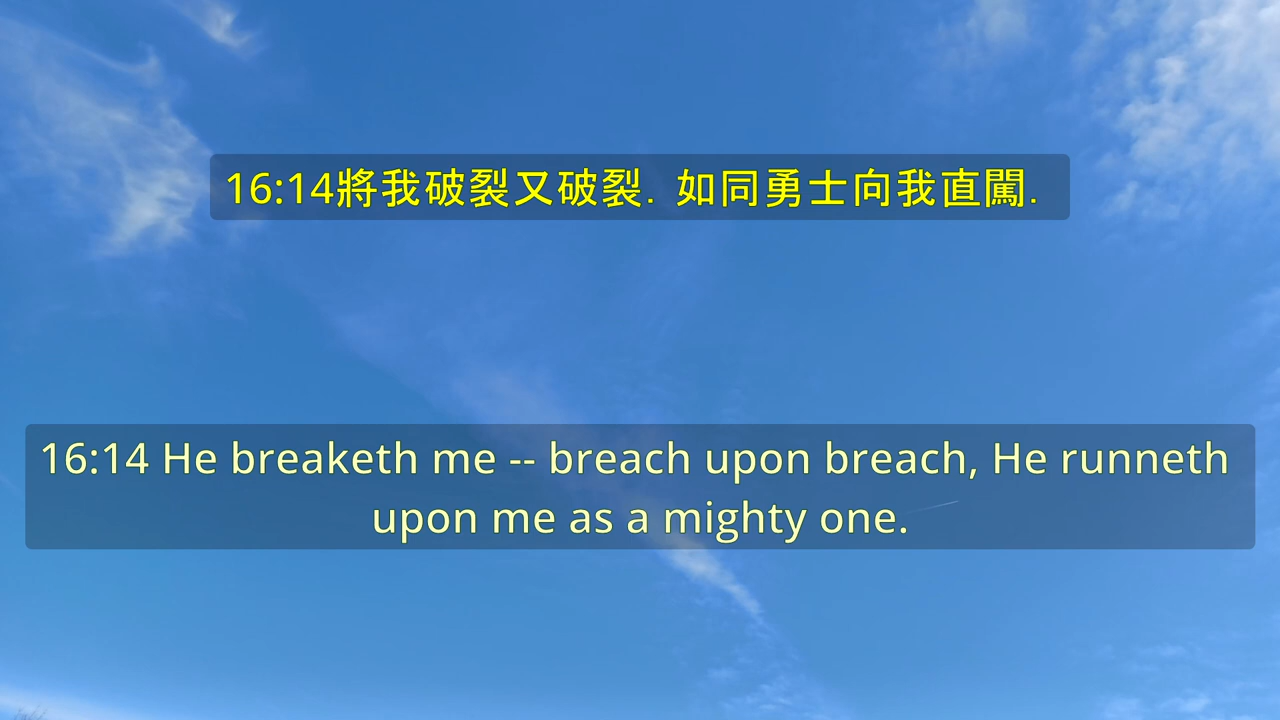 16:14將我破裂又破裂. 如同勇士向我直闖.
16:14 He breaketh me -- breach upon breach, He runneth
upon me as a mighty one.